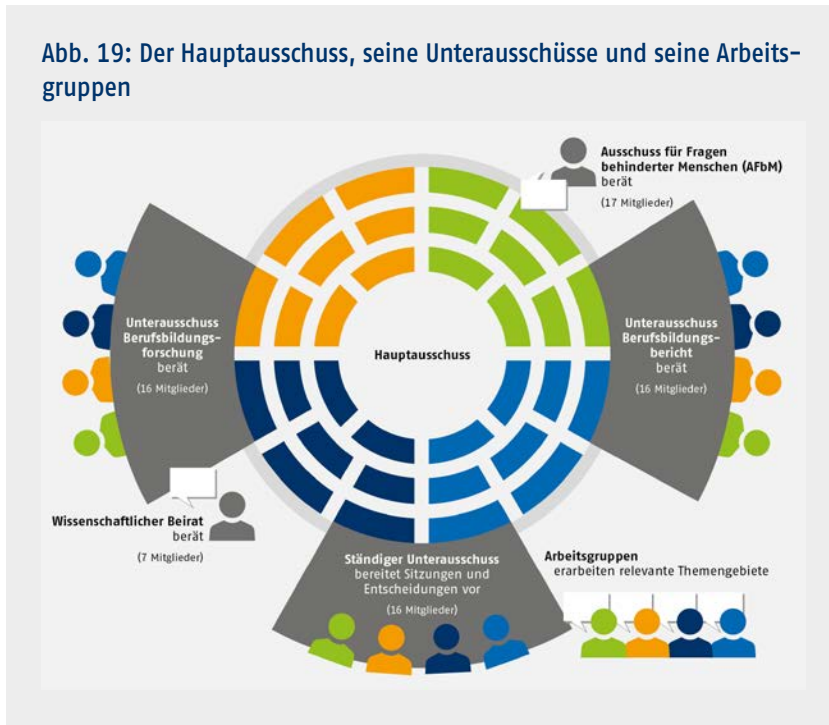 Abb. 19: Der Hauptausschuss, seine Unterausschüsse und seine Arbeits-
gruppen
Ausschuss für Fragen
behinderter Menschen (AFbM)
berät
(17 Mitglieder)
Unterausschuss
Berufsbildungs-
forschung
berät
(16 Mitglieder)
Hauptausschuss
Unterausschuss
Berufsbildungs-
bericht
berät
(16 Mitglieder)
Wissenschaftlicher Beirat
berät
(7 Mitglieder)
Ständiger Unterausschuss
bereitet Sitzungen und
Entscheidungen vor
(16 Mitglieder)
Arbeitsgruppen
erarbeiten relevante Themengebiete